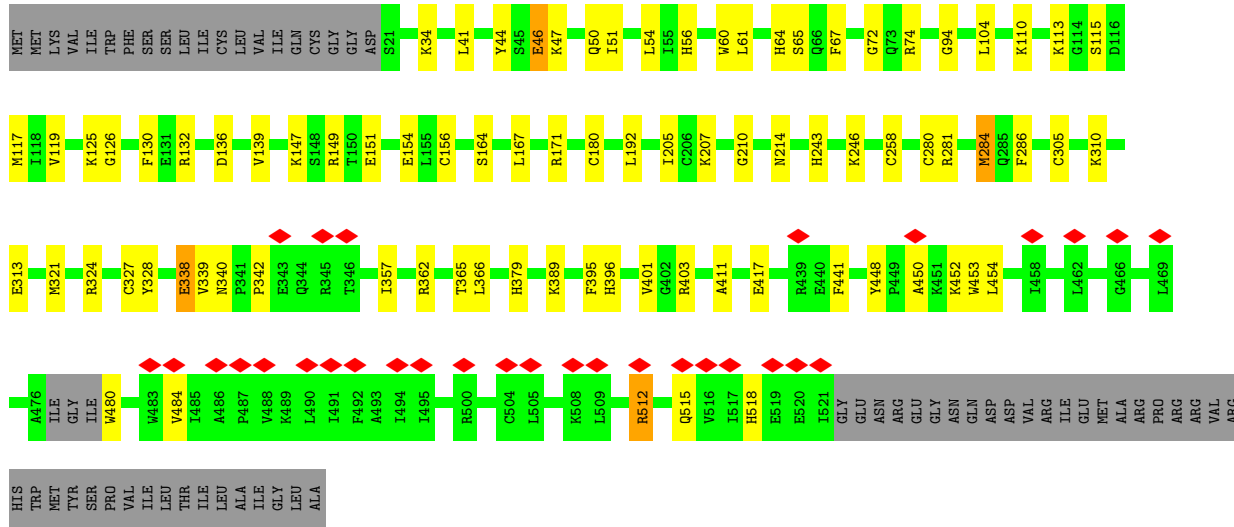 MET MET LYS VAL ILE TRP PHE SER SER LEU ILE CYS LEU VAL ILE GLN CYS GLY GLY ASP S21 K34 L41 Y44 S45 E46 K47 Q50 I51 L54 I55 H56 W60 L61 H64 S65 Q66 F67 G72 Q73 R74 G94 L104 K110 K113 G114 S115 D116
M117 I118 V119 K125 G126 F130 E131 R132 D136 V139 K147 S148 R149 T150 E151 E154 L155 C156 S164 L167 R171 C180 L192 I205 C206 K207 G210 N214 H243 K246 C258 C280 R281 M284 Q285 F286 C305 K310
E313 M321 R324 C327 Y328 E338 V339 N340 P341 P342 E343 Q344 R345 T346 I357 R362 T365 L366 H379 K389 F395 H396 V401 G402 R403 A411 E417 R439 E440 F441 Y448 P449 A450 K451 K452 W453 L454 I458 L462 G466 L469
A476 ILE GLY ILE W480 W483 V484 I485 A486 P487 V488 K489 L490 I491 F492 A493 I494 I495 R500 C504 L505 K508 L509 R512 Q515 V516 I517 H518 E519 E520 I521 GLY GLU ASN ARG GLU GLY ASN GLN ASP ASP VAL ARG ILE GLU MET ALA ARG PRO ARG ARG VAL ARG
HIS TRP MET TYR SER PRO VAL ILE LEU THR ILE LEU ALA ILE GLY LEU ALA